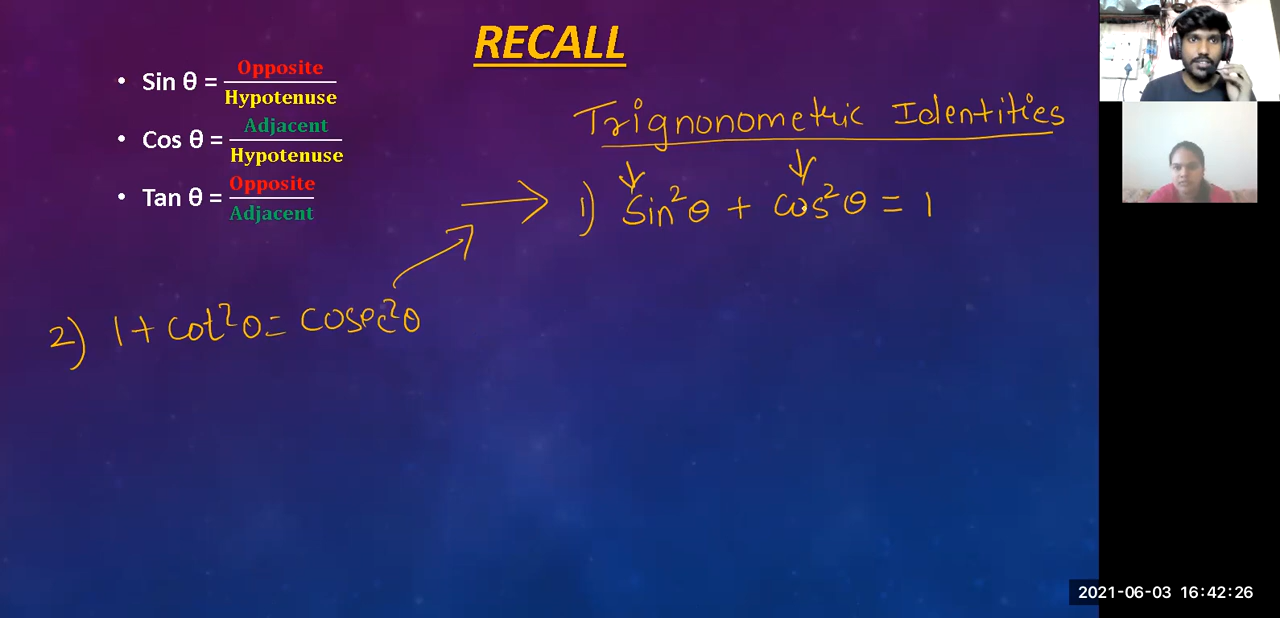 RECALL
• Sin θ = Opposite / Hypotenuse
• Cos θ = Adjacent / Hypotenuse
• Tan θ = Opposite / Adjacent
Trignonometric Identities
1) Sin²θ + cos²θ = 1
2) 1 + cot²θ = cosec²θ
2021-06-03 16:42:26